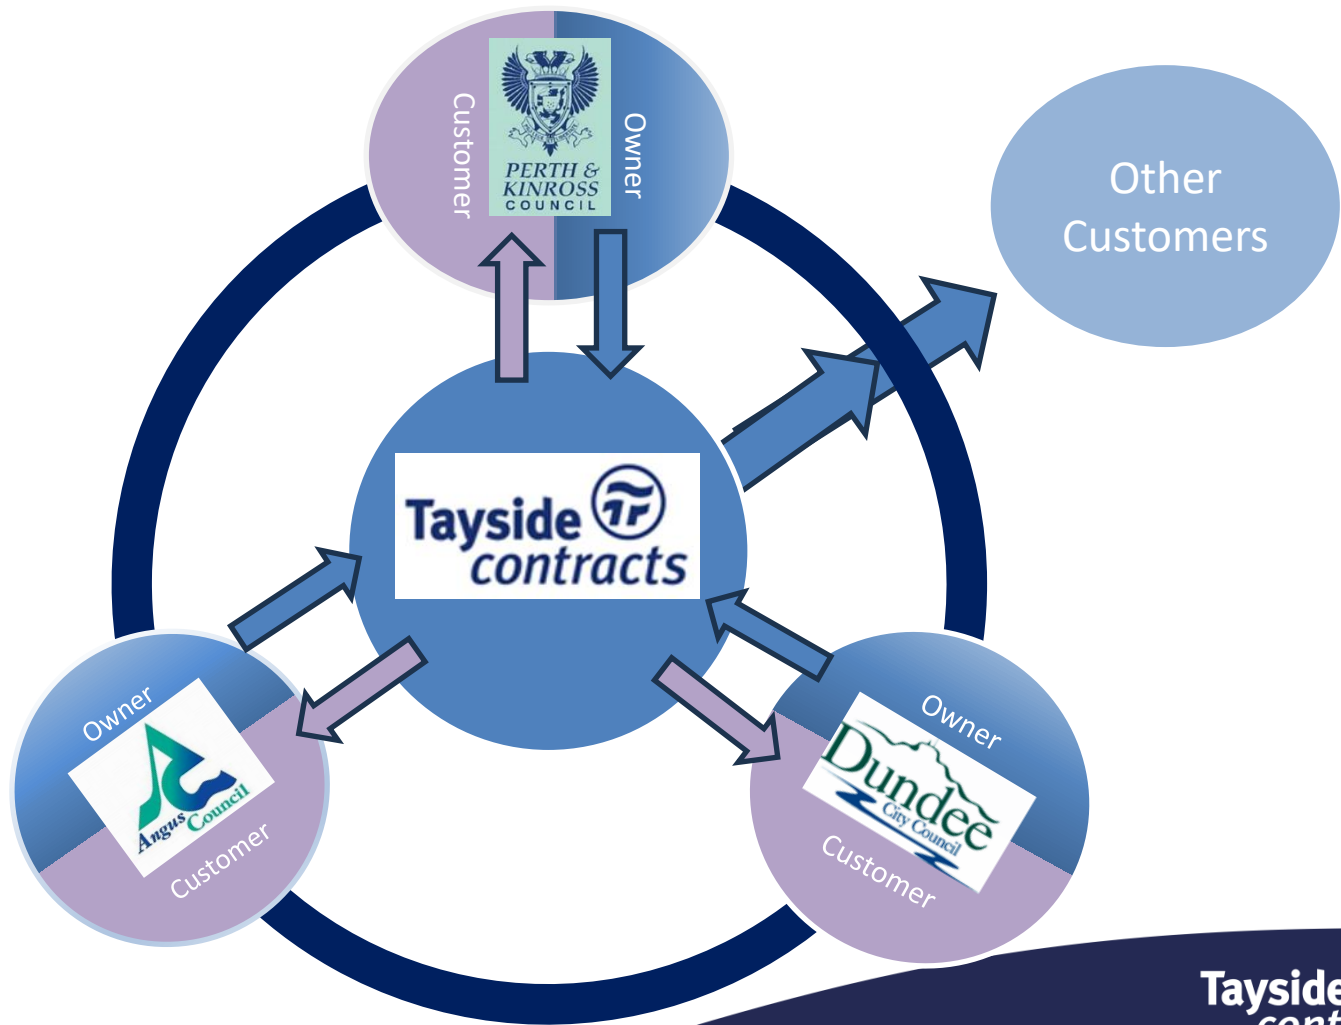 Customer
Owner
PERTH &
KINROSS
COUNCIL
Other
Customers
Tayside
contracts
Owner
Angus Council
Customer
Owner
Dundee
City Council
Customer
Tayside